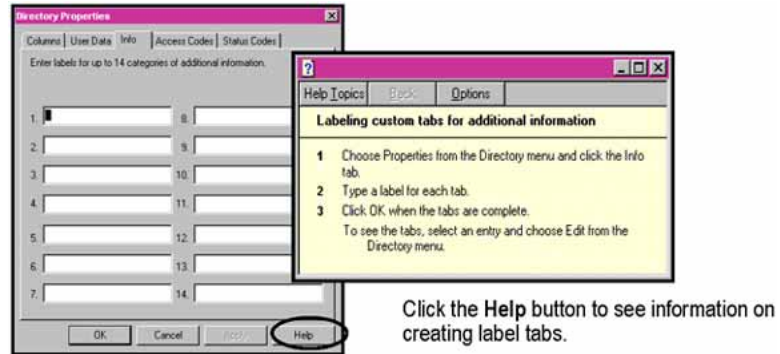 Directory Properties
Columns User Data Info Access Codes Status Codes
Enter labels for up to 14 categories of additional information.
1. 8.
2. 9.
3. 10.
4. 11.
5. 12.
6. 13.
7. 14.
OK Cancel Apply Help
?
Help Topics Back Options
Labeling custom tabs for additional information
1 Choose Properties from the Directory menu and click the Info
tab.
2 Type a label for each tab.
3 Click OK when the tabs are complete.
To see the tabs, select an entry and choose Edit from the
Directory menu.
Click the Help button to see information on
creating label tabs.